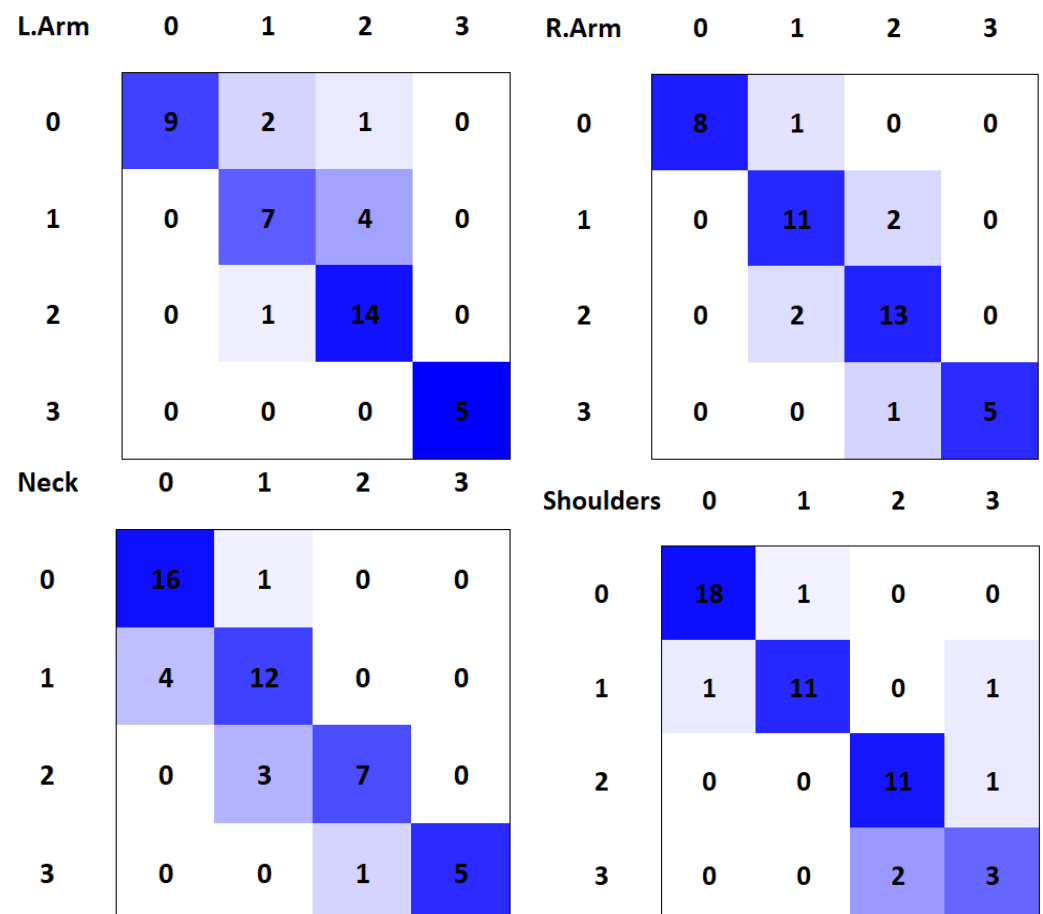 L.Arm 0 1 2 3
0 9 2 1 0
1 0 7 4 0
2 0 1 14 0
3 0 0 0 5
R.Arm 0 1 2 3
0 8 1 0 0
1 0 11 2 0
2 0 2 13 0
3 0 0 1 5
Neck 0 1 2 3
0 16 1 0 0
1 4 12 0 0
2 0 3 7 0
3 0 0 1 5
Shoulders 0 1 2 3
0 18 1 0 0
1 1 11 0 1
2 0 0 11 1
3 0 0 2 3